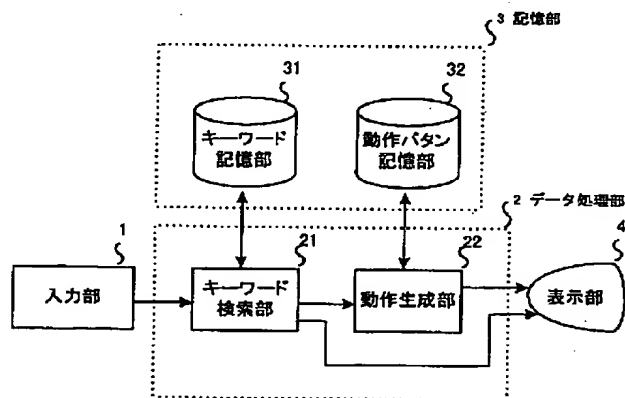 3 記憶部
31
32
キーワード
記憶部
動作パタン
記憶部
2 データ処理部
1
21
22
4
入力部
キーワード
検索部
動作生成部
表示部